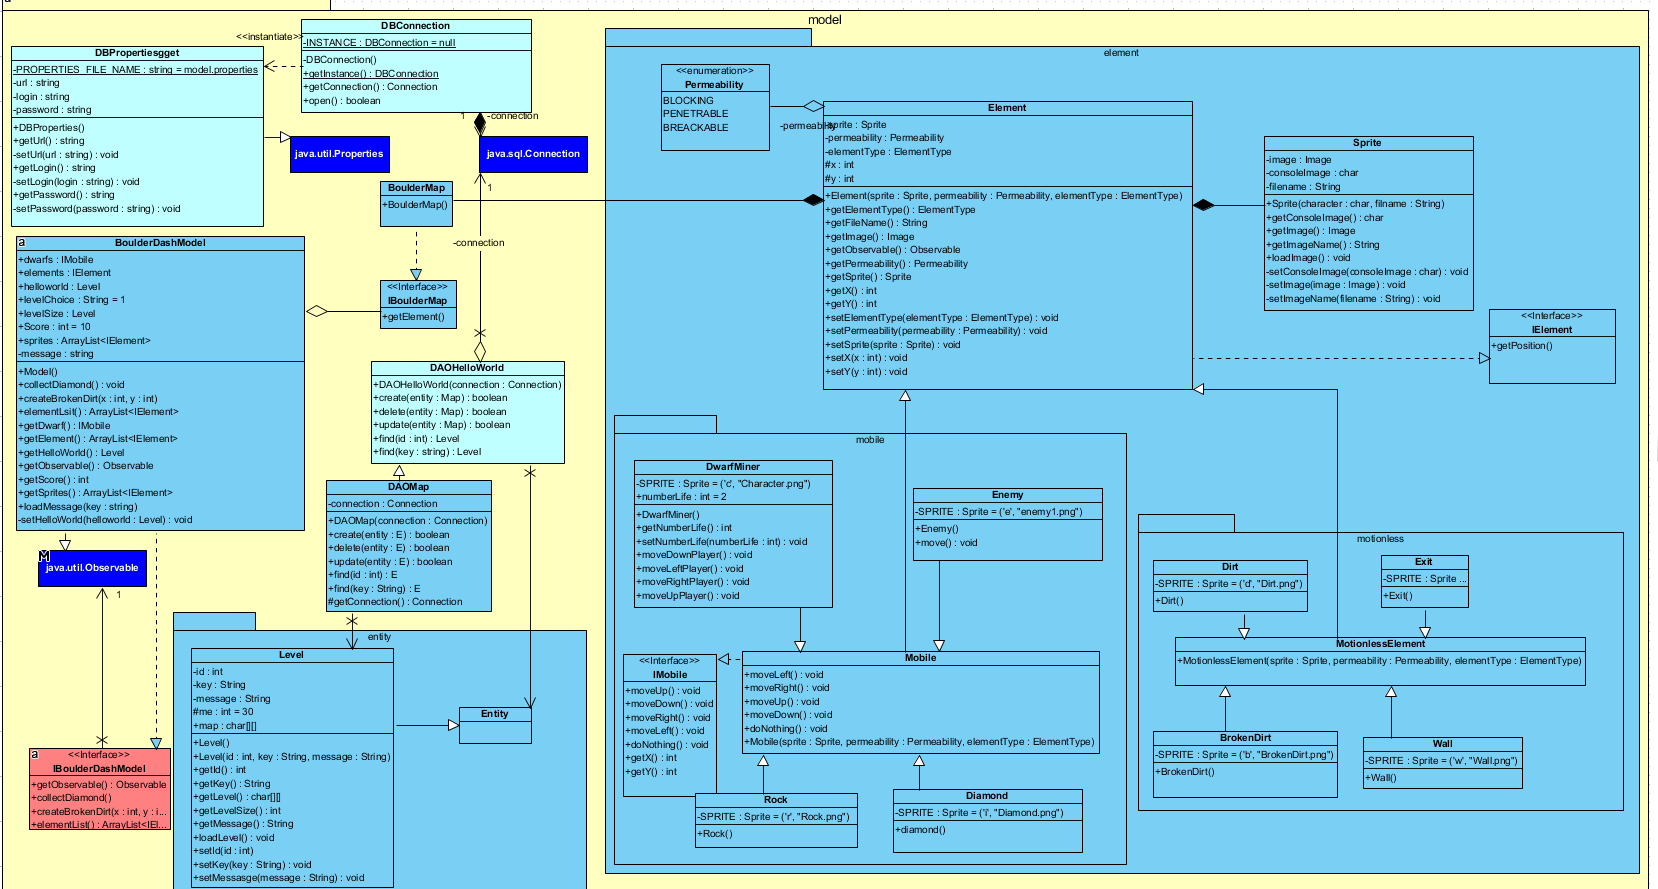 a
model
DBConnection
-INSTANCE : DBConnection = null
-DBConnection()
+getInstance() : DBConnection
+getConnection() : Connection
+open() : boolean
<<instantiate>>
DBPropertiesgget
-PROPERTIES_FILE_NAME : string = model.properties
-url : string
-login : string
-password : string
+DBProperties()
+getUrl() : string
-setUrl(url : string) : void
+getLogin() : string
-setLogin(login : string) : void
+getPassword() : string
-setPassword(password : string) : void
java.util.Properties
1
-connection
java.sql.Connection
1
-connection
BoulderMap
+BoulderMap()
<<Interface>>
IBoulderMap
+getElement()
a
BoulderDashModel
+dwarfs : IMobile
+elements : IElement
+helloworld : Level
+levelChoice : String = 1
+levelSize : Level
+Score : int = 10
+sprites : ArrayList<IElement>
-message : string
+Model()
+collectDiamond() : void
+createBrokenDirt(x : int, y : int)
+elementLsit() : ArrayList<IElement>
+getDwarf() : IMobile
+getElement() : ArrayList<IElement>
+getHelloWorld() : Level
+getObservable() : Observable
+getScore() : int
+getSprites() : ArrayList<IElement>
+loadMessage(key : string)
-setHelloWorld(helloworld : Level) : void
DAOHelloWorld
+DAOHelloWorld(connection : Connection)
+create(entity : Map) : boolean
+delete(entity : Map) : boolean
+update(entity : Map) : boolean
+find(id : int) : Level
+find(key : string) : Level
DAOMap
-connection : Connection
+DAOMap(connection : Connection)
+create(entity : E) : boolean
+delete(entity : E) : boolean
+update(entity : E) : boolean
+find(id : int) : E
+find(key : String) : E
#getConnection() : Connection
M
java.util.Observable
1
<<Interface>>
a
IBoulderDashModel
+getObservable() : Observable
+collectDiamond()
+createBrokenDirt(x : int, y : i...
+elementList() : ArrayList<IEl...
entity
Level
-id : int
-key : String
-message : String
#me : int = 30
+map : char[][]
+Level()
+Level(id : int, key : String, message : String)
+getId() : int
+getKey() : String
+getLevel() : char[][]
+getLevelSize() : int
+getMessage() : String
+loadLevel() : void
+setId(id : int)
+setKey(key : String) : void
+setMessasge(message : String) : void
Entity
element
<<enumeration>>
Permeability
BLOCKING
PENETRABLE
BREACKABLE
-permeability
Element
-sprite : Sprite
-permeability : Permeability
-elementType : ElementType
#x : int
#y : int
+Element(sprite : Sprite, permeability : Permeability, elementType : ElementType)
+getElementType() : ElementType
+getFileName() : String
+getImage() : Image
+getObservable() : Observable
+getPermeability() : Permeability
+getSprite() : Sprite
+getX() : int
+getY() : int
+setElementType(elementType : ElementType) : void
+setPermeability(permeability : Permeability) : void
+setSprite(sprite : Sprite) : void
+setX(x : int) : void
+setY(y : int) : void
Sprite
-image : Image
-consoleImage : char
-filename : String
+Sprite(character : char, filname : String)
+getConsoleImage() : char
+getImage() : Image
+getImageName() : String
+loadImage() : void
-setConsoleImage(consoleImage : char) : void
-setImage(image : Image) : void
-setImageName(filename : String) : void
<<Interface>>
IElement
+getPosition()
mobile
DwarfMiner
-SPRITE : Sprite = ('c', "Character.png")
+numberLife : int = 2
+DwarfMiner()
+getNumberLife() : int
+setNumberLife(numberLife : int) : void
+moveDownPlayer() : void
+moveLeftPlayer() : void
+moveRightPlayer() : void
+moveUpPlayer() : void
Enemy
-SPRITE : Sprite = ('e', "enemy1.png")
+Enemy()
+move() : void
<<Interface>>
IMobile
+moveUp() : void
+moveDown() : void
+moveRight() : void
+moveLeft() : void
+doNothing() : void
+getX() : int
+getY() : int
Mobile
+moveLeft() : void
+moveRight() : void
+moveUp() : void
+moveDown() : void
+doNothing() : void
+Mobile(sprite : Sprite, permeability : Permeability, elementType : ElementType)
Rock
-SPRITE : Sprite = ('r', "Rock.png")
+Rock()
Diamond
-SPRITE : Sprite = ('i', "Diamond.png")
+diamond()
motionless
Dirt
-SPRITE : Sprite = ('d', "Dirt.png")
+Dirt()
Exit
-SPRITE : Sprite ...
+Exit()
MotionlessElement
+MotionlessElement(sprite : Sprite, permeability : Permeability, elementType : ElementType)
BrokenDirt
-SPRITE : Sprite = ('b', "BrokenDirt.png")
+BrokenDirt()
Wall
-SPRITE : Sprite = ('w', "Wall.png")
+Wall()